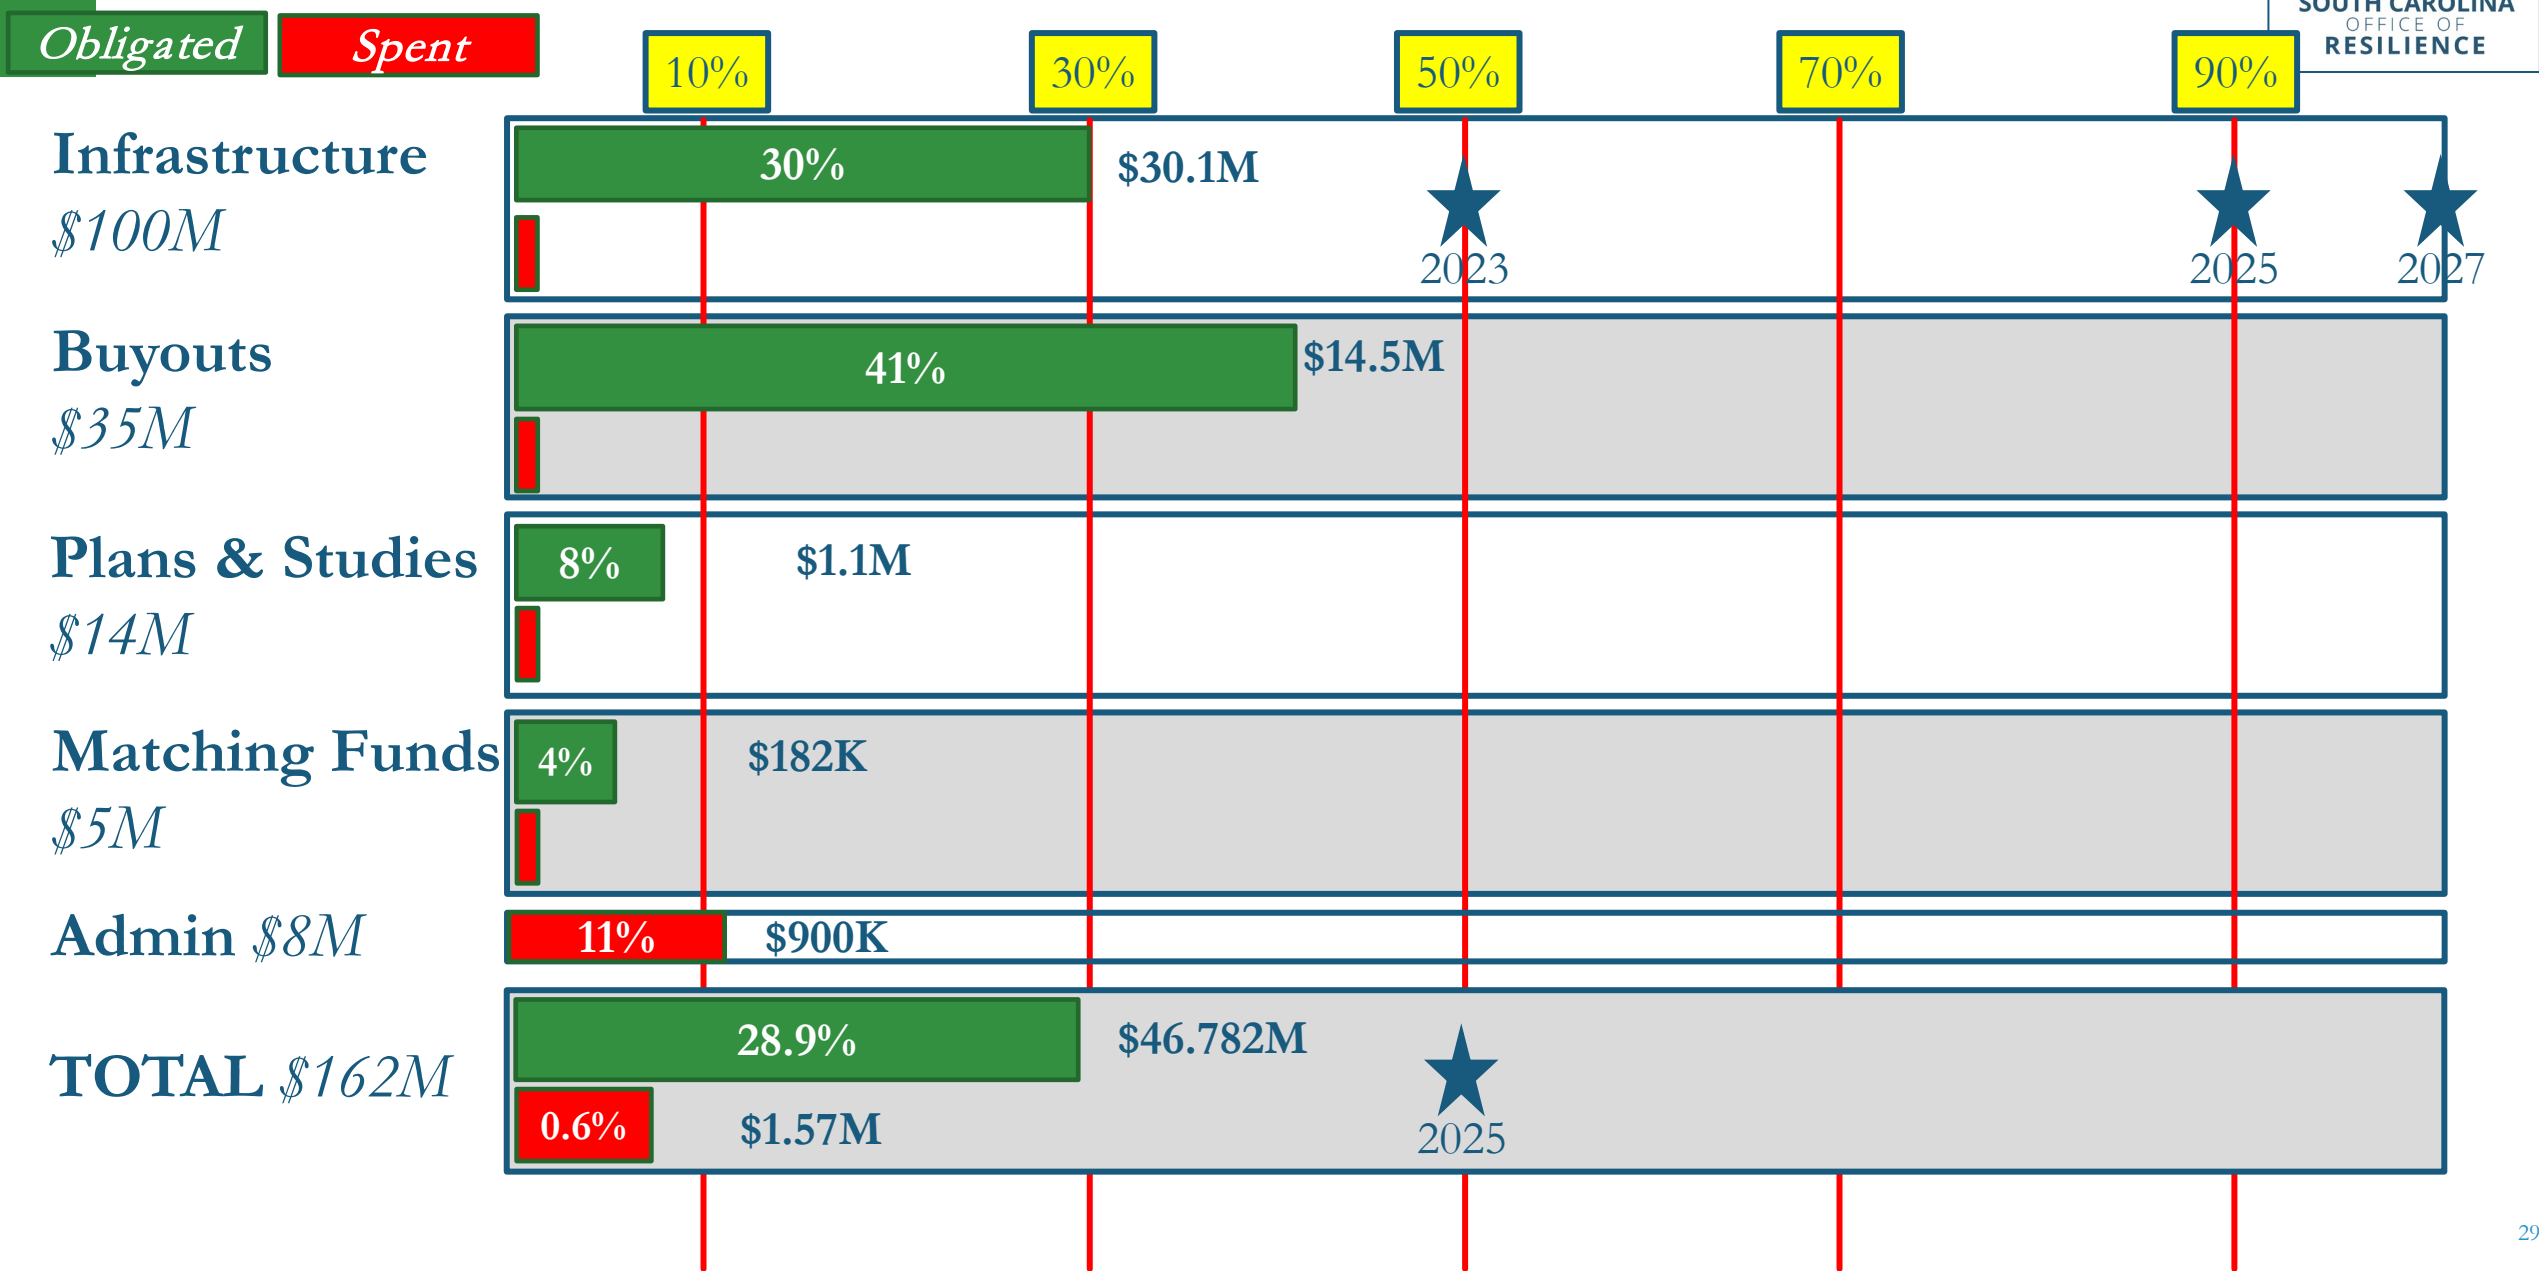 Obligated
Spent
SOUTH CAROLINA
OFFICE OF
RESILIENCE
10%
30%
50%
70%
90%
Infrastructure
$100M
30%
$30.1M
2023
2025
2027
Buyouts
$35M
41%
$14.5M
Plans & Studies
$14M
8%
$1.1M
Matching Funds
$5M
4%
$182K
Admin $8M
11%
$900K
TOTAL $162M
28.9%
$46.782M
0.6%
$1.57M
2025
29